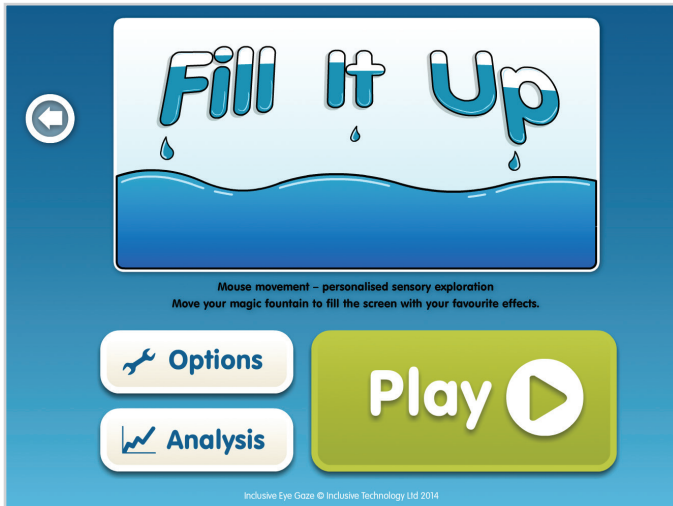 Fill It Up
Mouse movement – personalised sensory exploration
Move your magic fountain to fill the screen with your favourite effects.
Options
Play
Analysis
Inclusive Eye Gaze © Inclusive Technology Ltd 2014